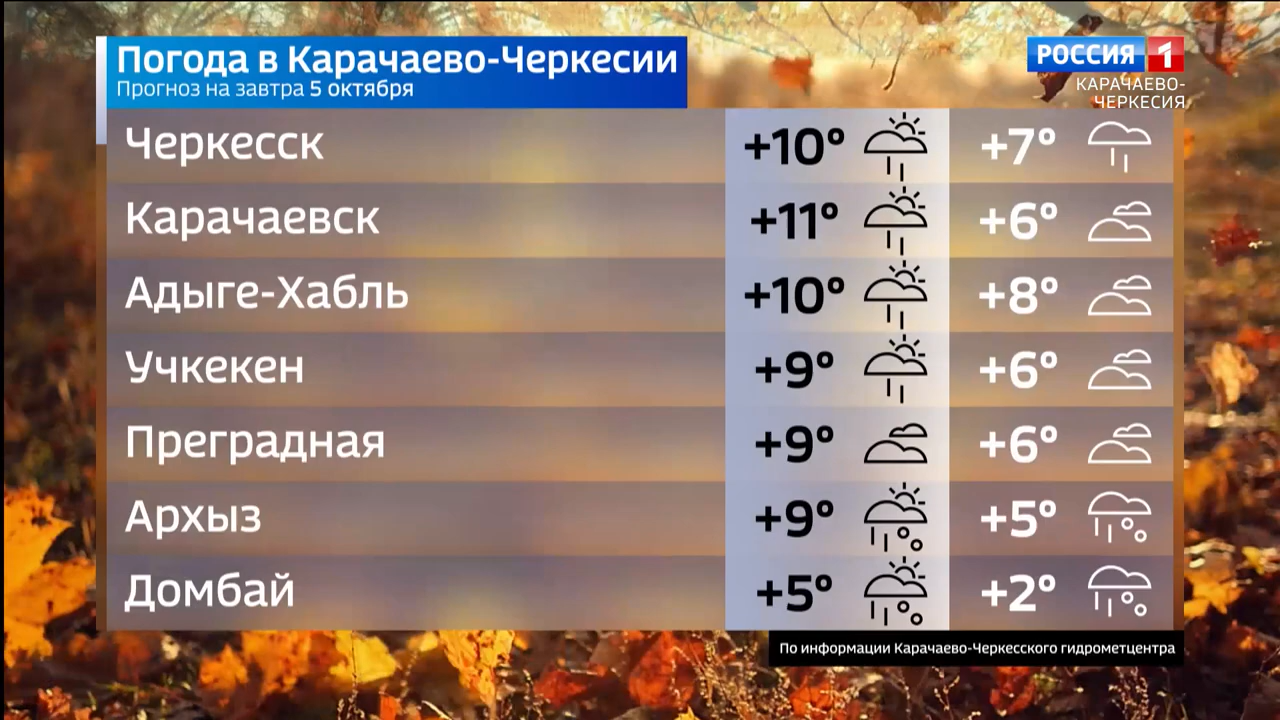 Погода в Карачаево-Черкесии
Прогноз на завтра 5 октября
РОССИЯ 1
КАРАЧАЕВО-
ЧЕРКЕСИЯ
Черкесск +10° +7°
Карачаевск +11° +6°
Адыге-Хабль +10° +8°
Учкекен +9° +6°
Преградная +9° +6°
Архыз +9° +5°
Домбай +5° +2°
По информации Карачаево-Черкесского гидрометцентра